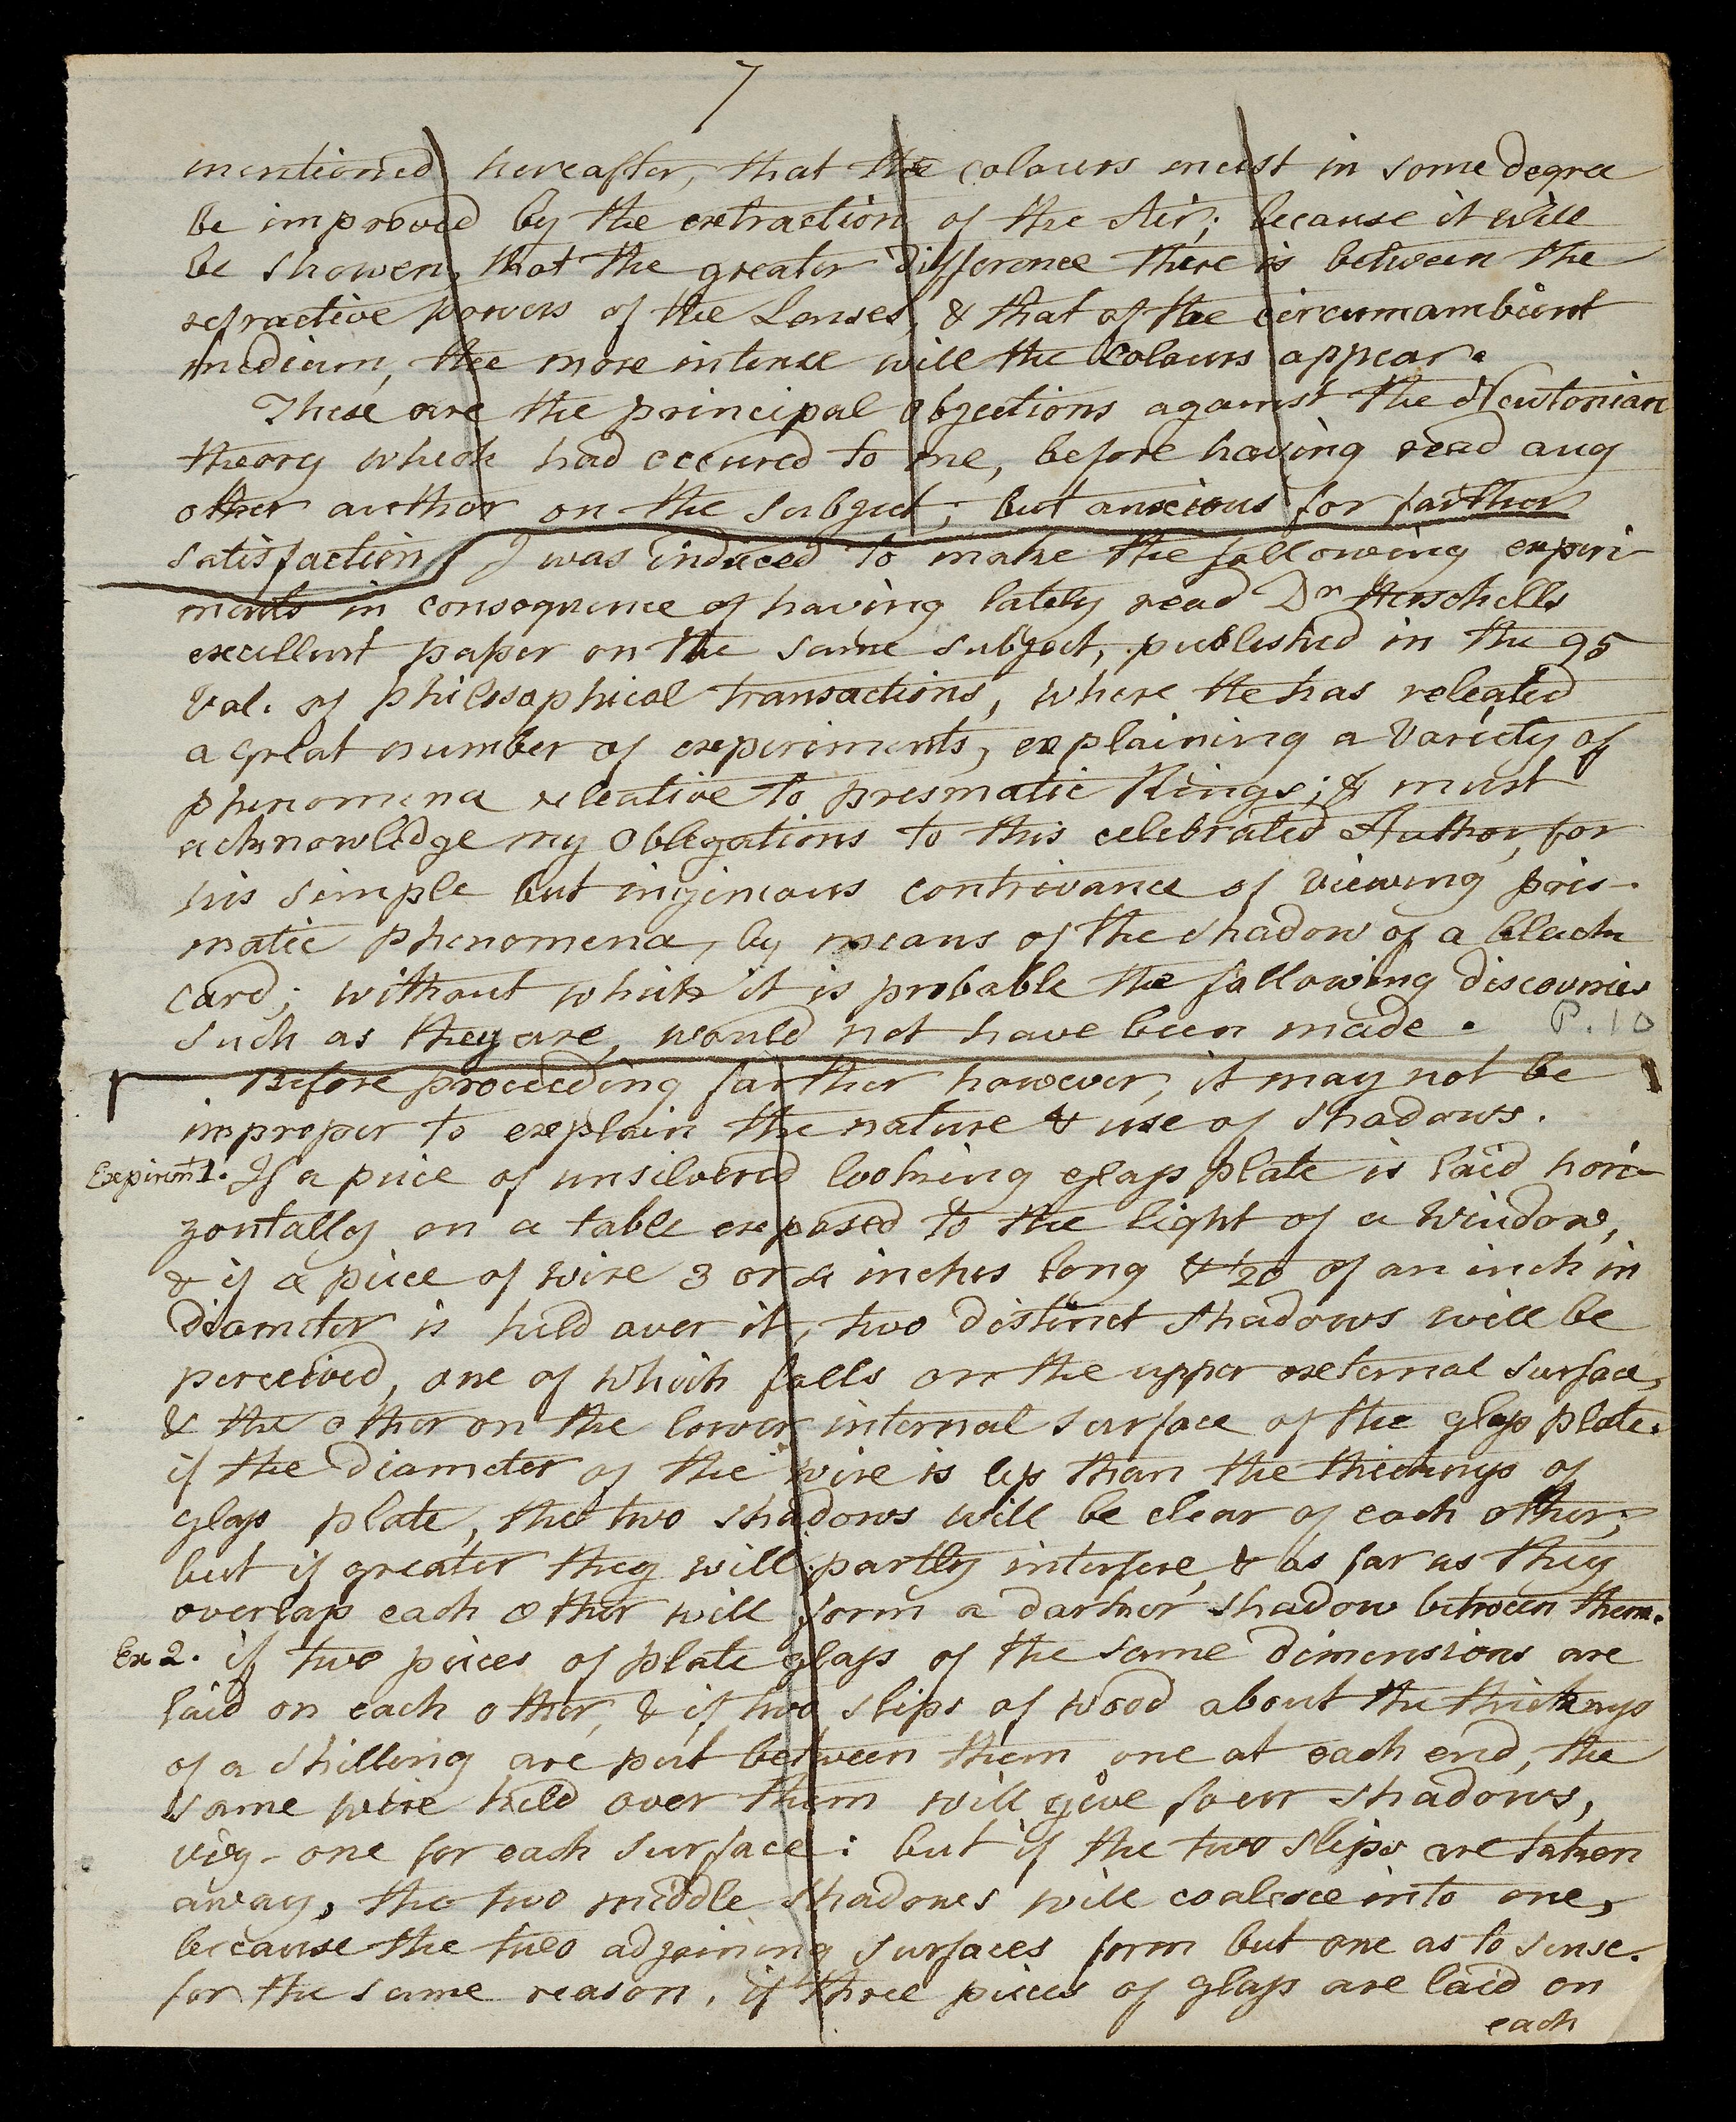 7
mentioned hereafter, that the colours must in some degree
be improved by the extraction of the Air; because it will
be showen, that the greater difference there is between the
refractive powers of the Lenses, & that of the circumambient
medium, the more intense will the colours appear.
These are the principal objections against the Newtonian
theory which had occured to me, before having read any
other author on the subject; but anxious for farther
satisfaction, I was induced to make the following experi-
ments in consequence of having lately read Dr Herschells
excellent paper on the same subject, published in the 95
Vol. of philosophical transactions, where He has related
a great number of experiments, explaining a variety of
phenomena relative to prismatic Rings; & must
acknowledge my obligations to this celebrated Author, for
his simple but inginious contrivance of viewing pris-
matic phenomena, by means of the shadow of a black
card; without which it is probable the following discoveries
such as they are, would not have been made. P. 10
Before proceeding farther however, it may not be
improper to explain the nature & use of shadows.
Experimt 1. If a piece of unsilvered looking glass plate is laid hori-
zontally on a table exposed to the light of a window,
& if a piece of wire 3 or 4 inches long & 1/20 of an inch in
diameter is held over it, two distinct shadows will be
perceived, one of which falls on the upper external surface,
& the other on the lower internal surface of the glass plate.
if the diameter of the wire is less than the thickness of
glass plate, the two shadows will be clear of each other;
but if greater they will partly interfere, & as far as they
overlap each other will form a darker shadow between them.
Ex 2. if two pieces of plate glass of the same dimensions are
laid on each other, & if two slips of wood about the thickness
of a shilling are put between them one at each end, the
same wire held over them will give four shadows,
viz- one for each surface: but if the two slips are taken
away, the two middle shadows will coalesce into one,
because the two adjoining surfaces form but one as to sense.
for the same reason, if three pieces of glass are laid on
each